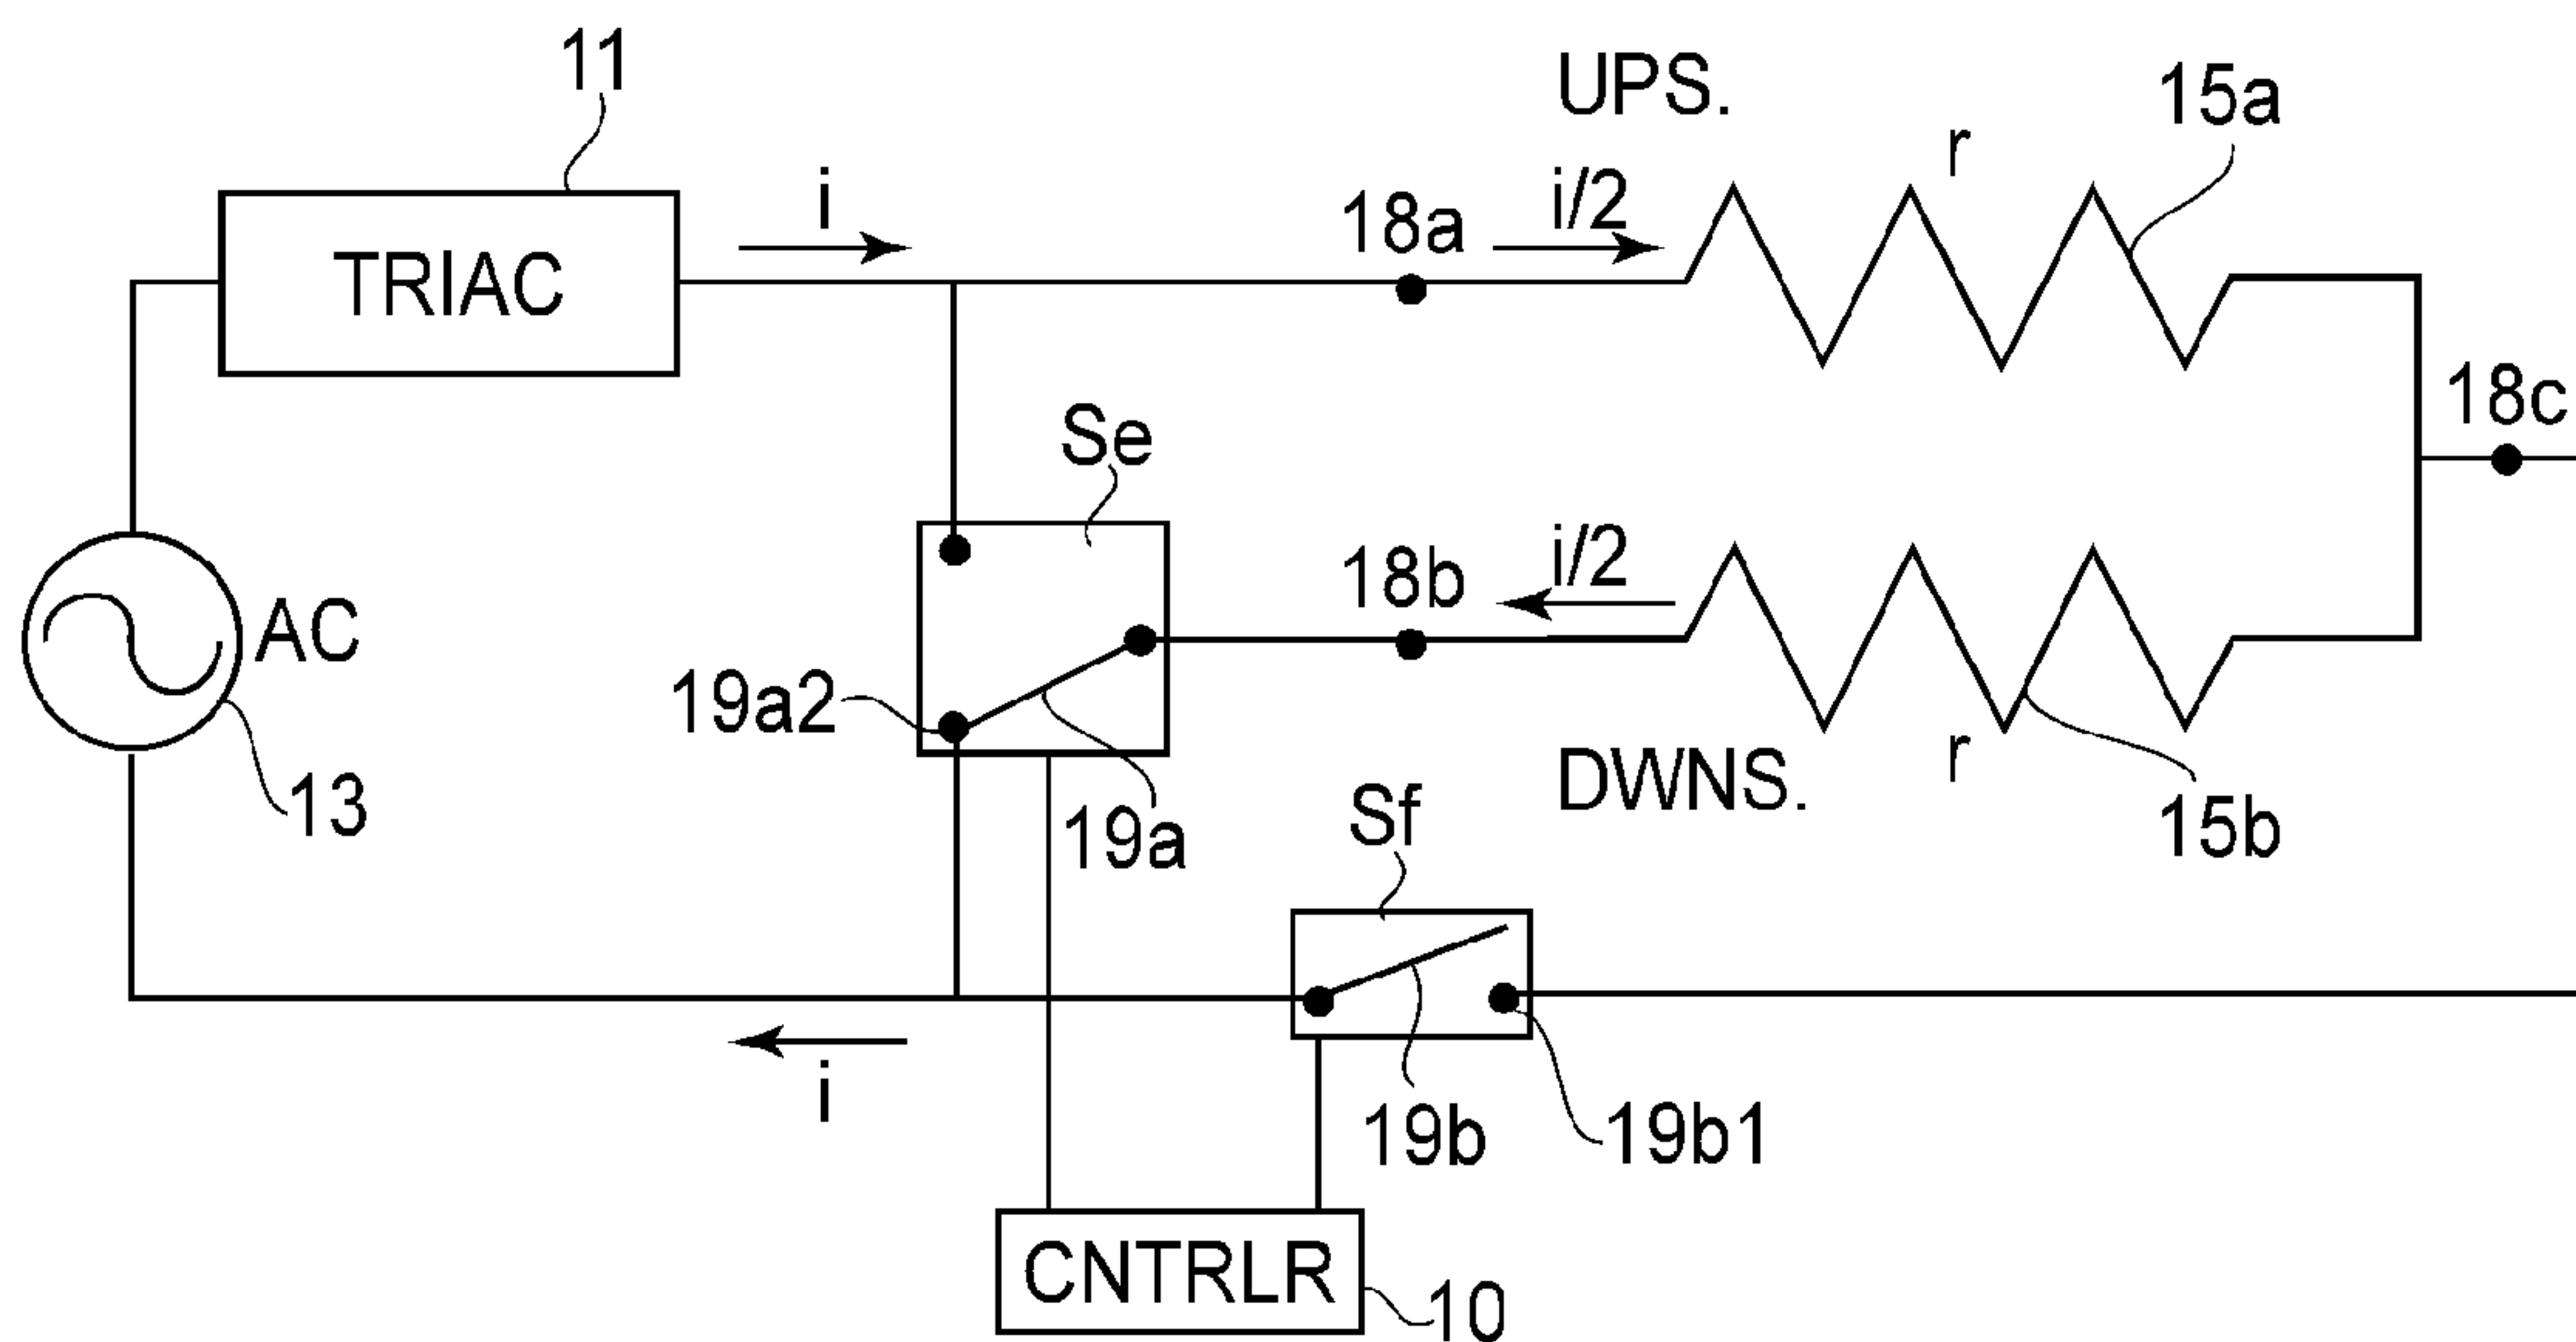 11
UPS.
15a
r
i
18a
i/2
TRIAC
18c
Se
i/2
18b
AC
19a2
r
DWNS.
13
Sf
19a
15b
i
19b
19b1
CNTRLR
10